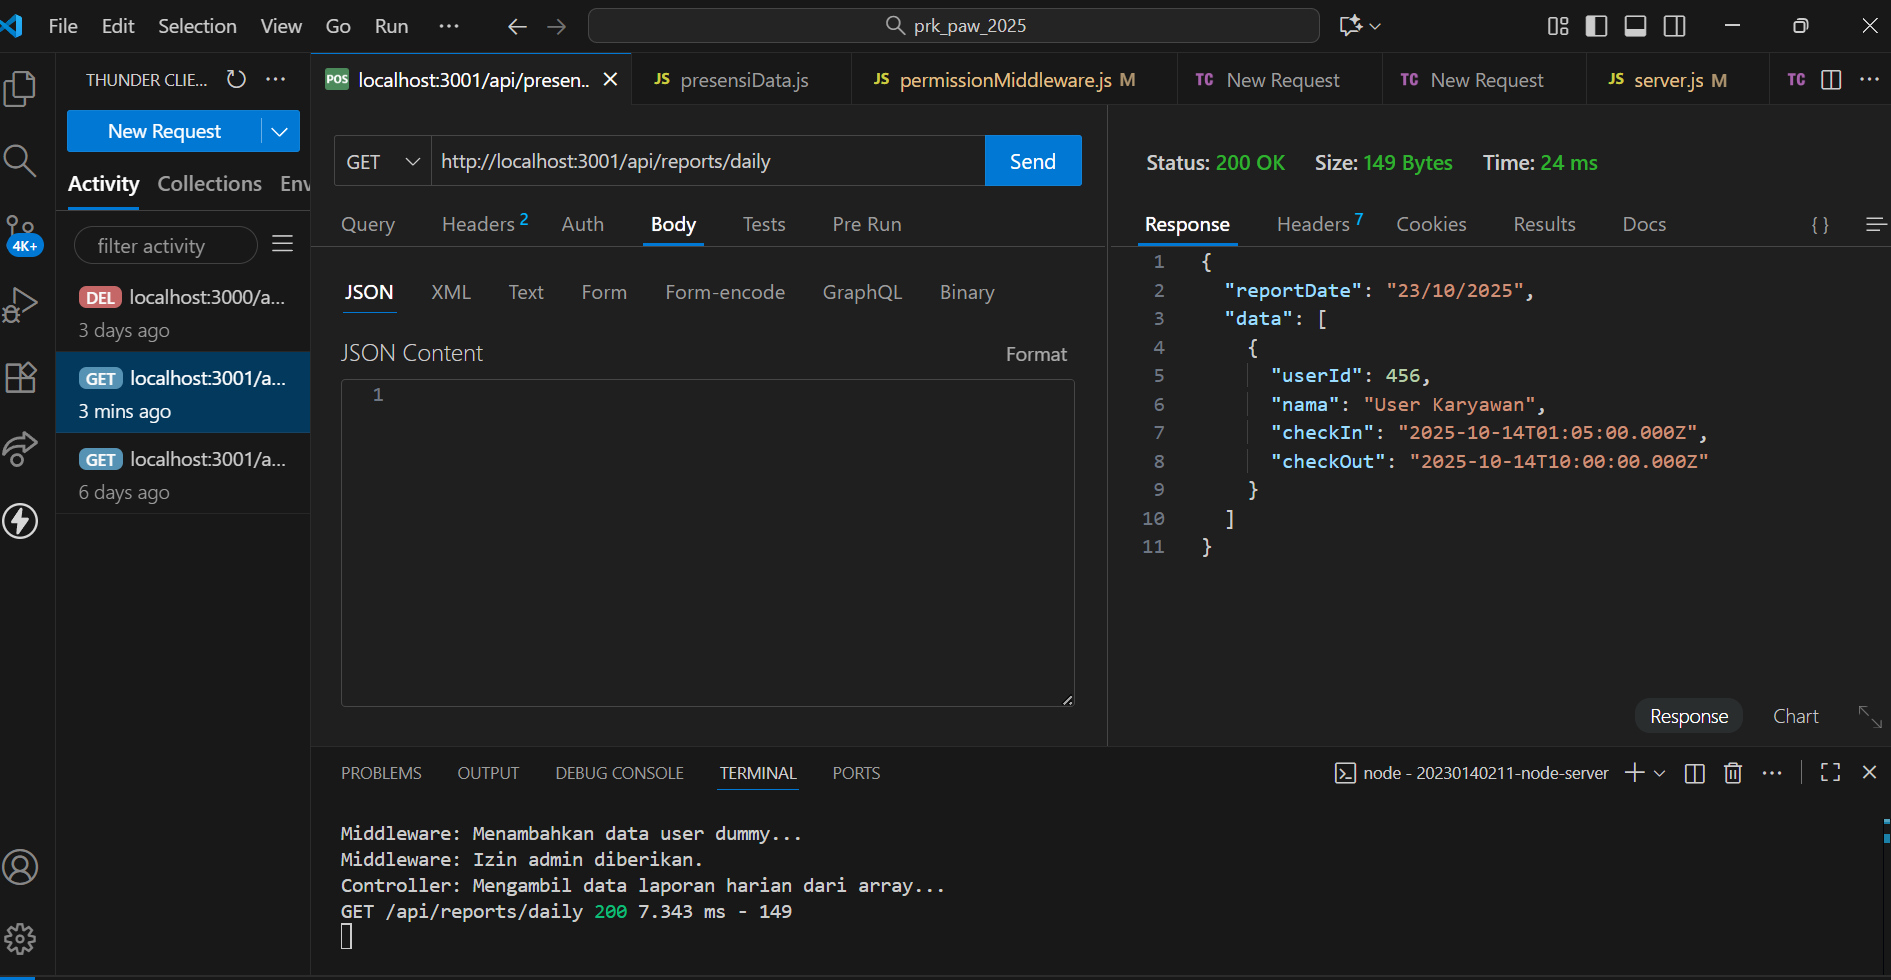 File Edit Selection View Go Run ···
prk_paw_2025
THUNDER CLIE... ···
POS localhost:3001/api/presen..
JS presensiData.js
JS permissionMiddleware.js M
TC New Request
TC New Request
JS server.js M
TC
···
New Request
Activity Collections Env
filter activity
DEL localhost:3000/a...
3 days ago
GET localhost:3001/a...
3 mins ago
GET localhost:3001/a...
6 days ago
4K+
GET http://localhost:3001/api/reports/daily Send
Query Headers 2 Auth Body Tests Pre Run
JSON XML Text Form Form-encode GraphQL Binary
JSON Content Format
1
Status: 200 OK Size: 149 Bytes Time: 24 ms
Response Headers 7 Cookies Results Docs { }
1 {
2 "reportDate": "23/10/2025",
3 "data": [
4 {
5 "userId": 456,
6 "nama": "User Karyawan",
7 "checkIn": "2025-10-14T01:05:00.000Z",
8 "checkOut": "2025-10-14T10:00:00.000Z"
9 }
10 ]
11 }
Response Chart
PROBLEMS OUTPUT DEBUG CONSOLE TERMINAL PORTS
node - 20230140211-node-server ···
Middleware: Menambahkan data user dummy...
Middleware: Izin admin diberikan.
Controller: Mengambil data laporan harian dari array...
GET /api/reports/daily 200 7.343 ms - 149